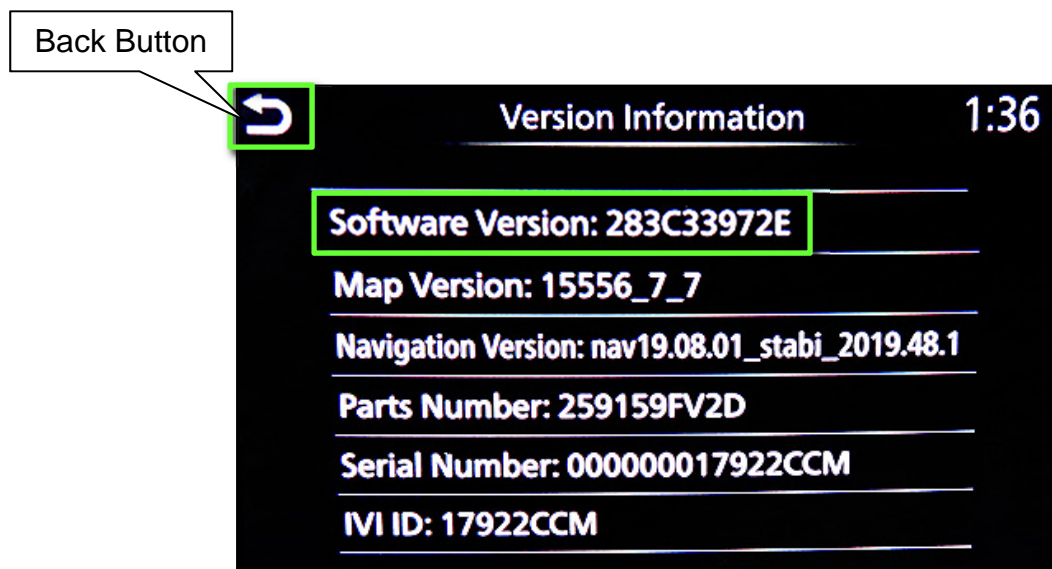 Back Button
Version Information 1:36
Software Version: 283C33972E
Map Version: 15556_7_7
Navigation Version: nav19.08.01_stabi_2019.48.1
Parts Number: 259159FV2D
Serial Number: 000000017922CCM
IVI ID: 17922CCM